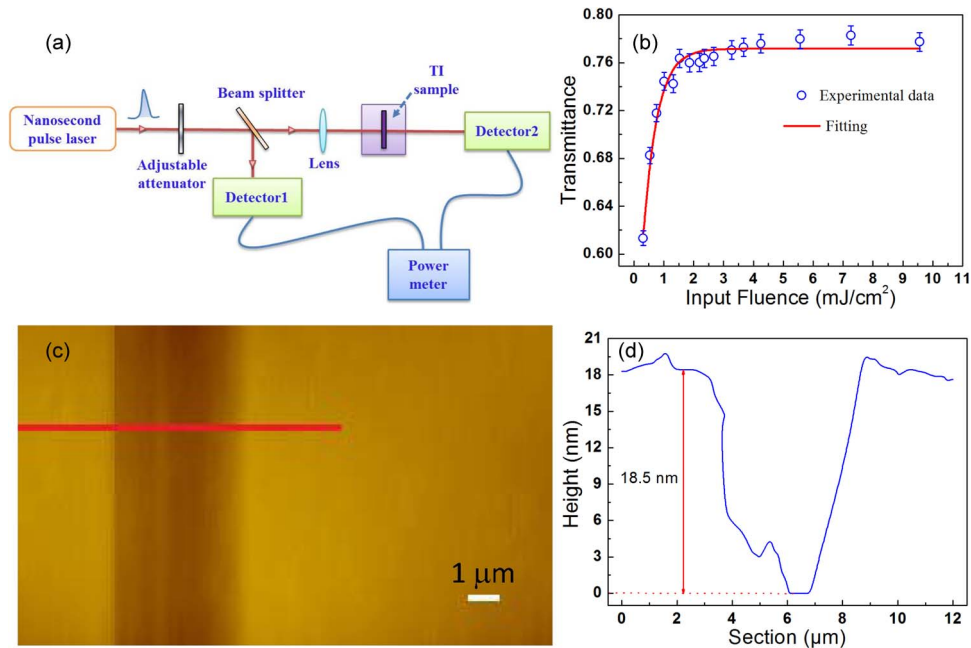 (a)
Nanosecond
pulse laser
Adjustable
attenuator
Beam splitter
Detector1
Lens
TI
sample
Detector2
Power
meter
(b)
Transmittance
0.80
0.76
0.72
0.68
0.64
0.60
Experimental data
Fitting
0 1 2 3 4 5 6 7 8 9 10 11
Input Fluence (mJ/cm²)
(c)
1 μm
(d)
Height (nm)
21
18
15
12
9
6
3
0
18.5 nm
0 2 4 6 8 10 12
Section (μm)